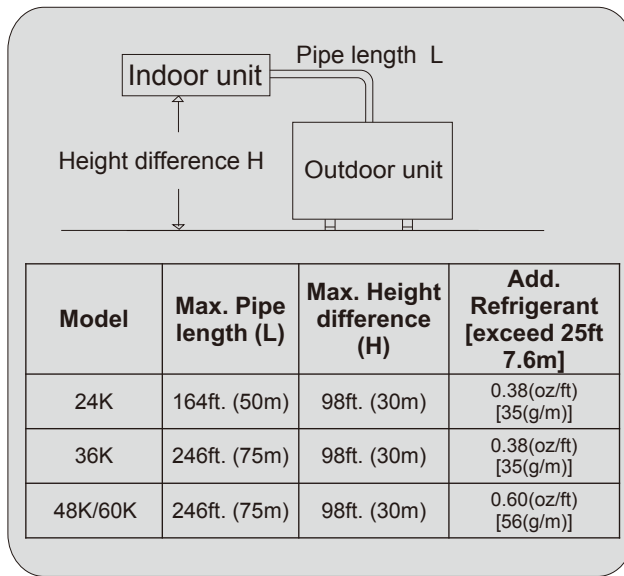 Pipe length L
Indoor unit
Height difference H
Outdoor unit
Model
Max. Pipe
length (L)
Max. Height
difference
(H)
Add.
Refrigerant
[exceed 25ft
7.6m]
24K
164ft. (50m)
98ft. (30m)
0.38(oz/ft)
[35(g/m)]
36K
246ft. (75m)
98ft. (30m)
0.38(oz/ft)
[35(g/m)]
48K/60K
246ft. (75m)
98ft. (30m)
0.60(oz/ft)
[56(g/m)]